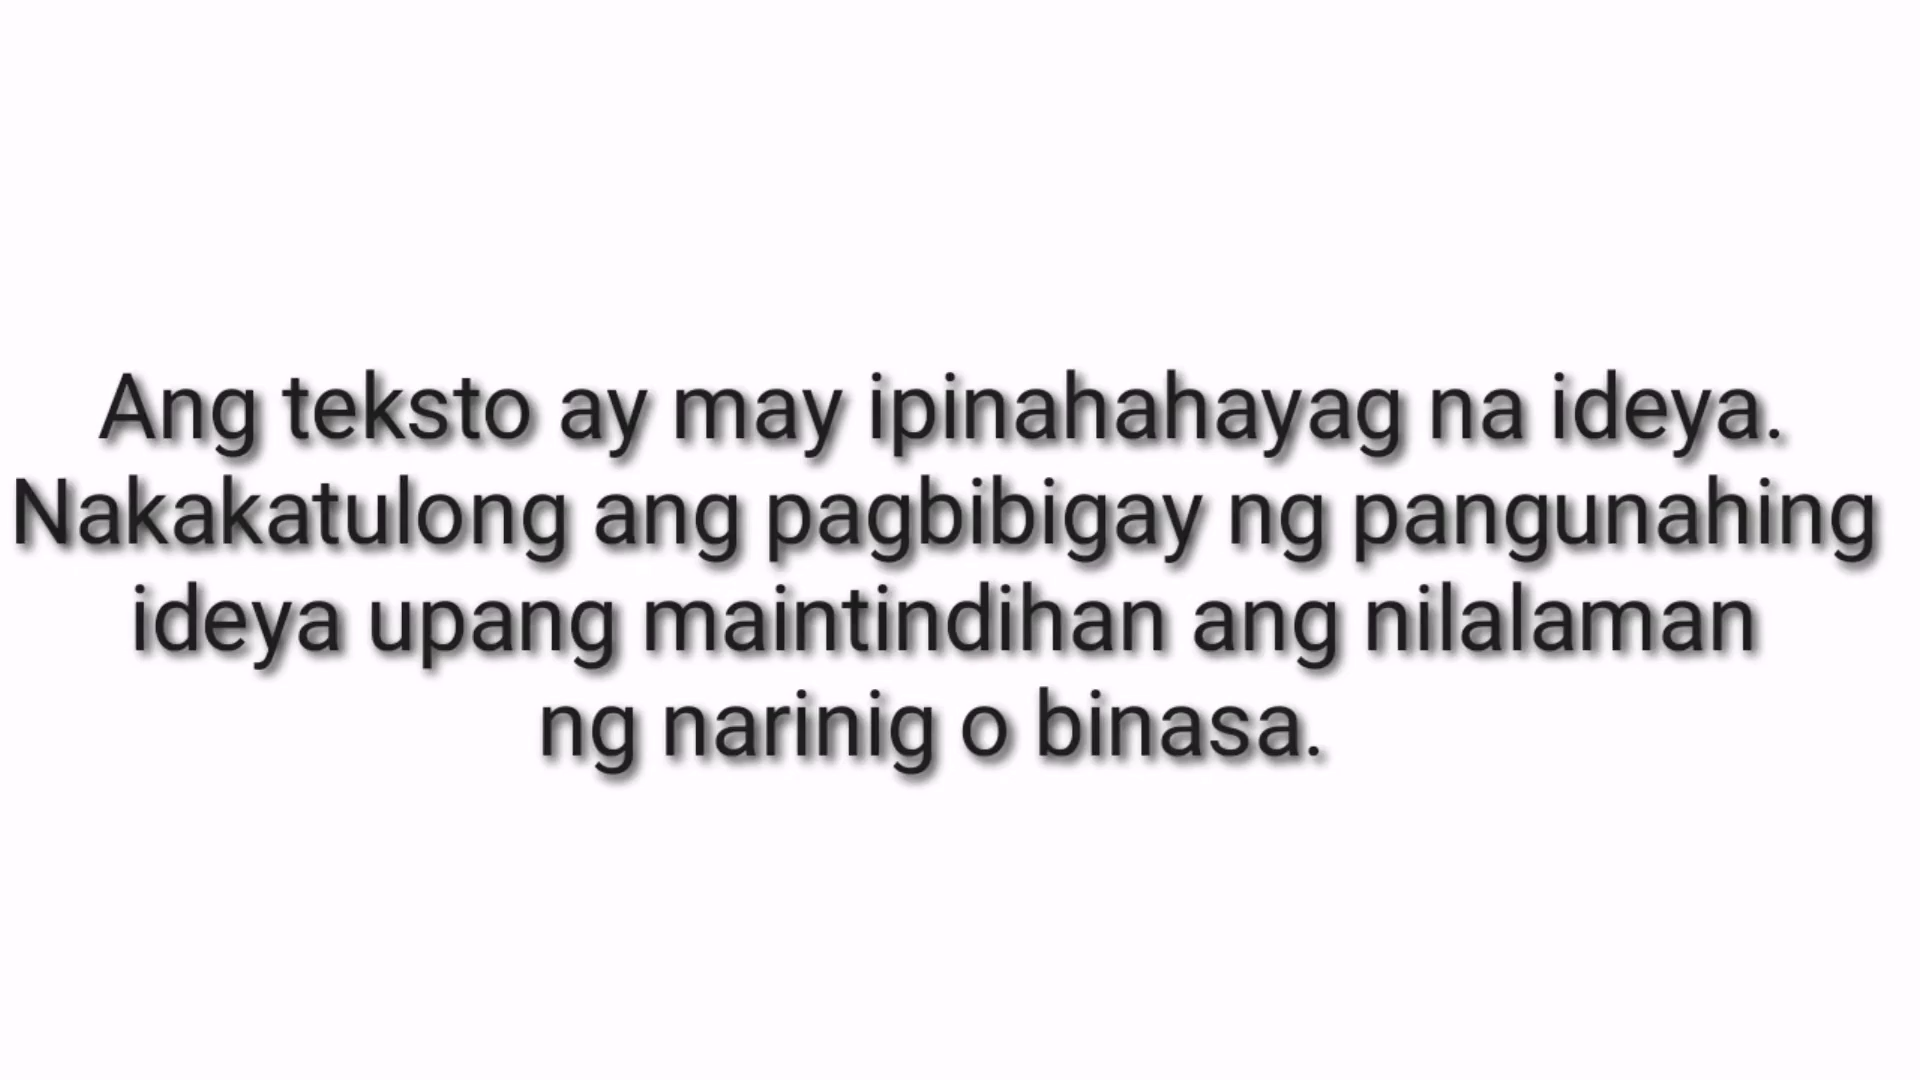 Ang teksto ay may ipinahahayag na ideya.
Nakakatulong ang pagbibigay ng pangunahing
ideya upang maintindihan ang nilalaman
ng narinig o binasa.